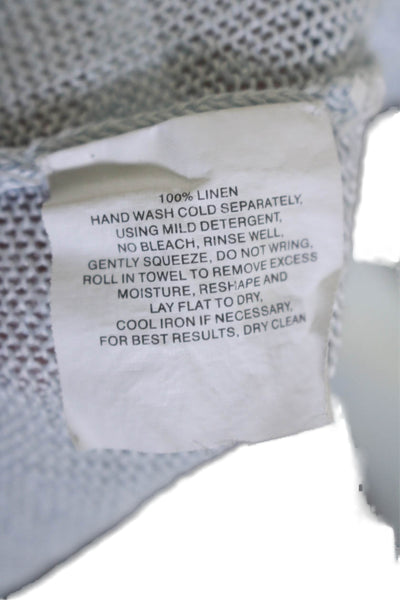 100% LINEN
HAND WASH COLD SEPARATELY,
USING MILD DETERGENT,
NO BLEACH, RINSE WELL,
GENTLY SQUEEZE, DO NOT WRING,
ROLL IN TOWEL TO REMOVE EXCESS
MOISTURE, RESHAPE AND
LAY FLAT TO DRY,
COOL IRON IF NECESSARY,
FOR BEST RESULTS, DRY CLEAN